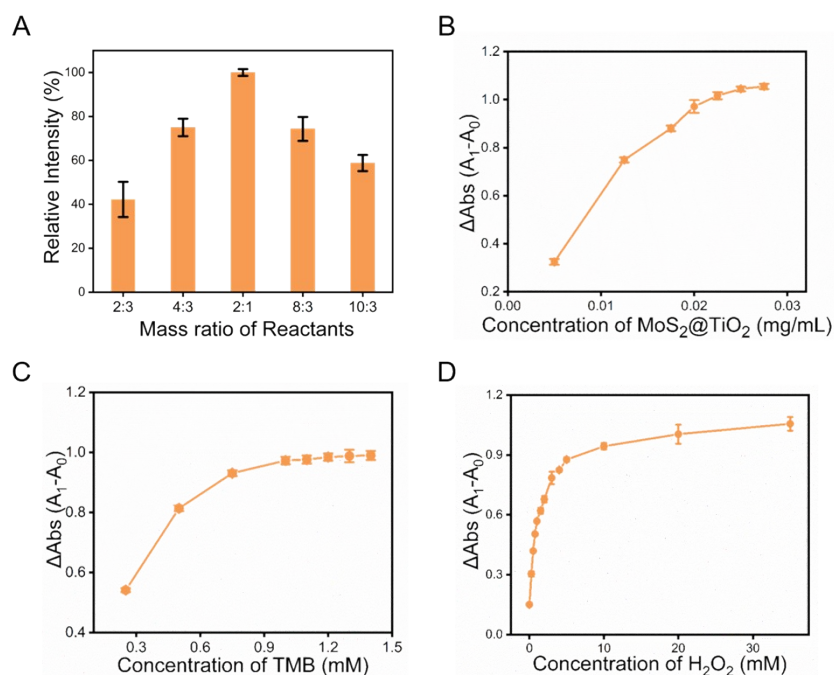 A
Relative Intensity (%)
100
80
60
40
20
0
2:3 4:3 2:1 8:3 10:3
Mass ratio of Reactants
B
ΔAbs (A₁-A₀)
1.2
1.0
0.8
0.6
0.4
0.2
0.00 0.01 0.02 0.03
Concentration of MoS₂@TiO₂ (mg/mL)
C
ΔAbs (A₁-A₀)
1.2
1.0
0.8
0.6
0.4
0.3 0.6 0.9 1.2 1.5
Concentration of TMB (mM)
D
ΔAbs (A₁-A₀)
1.2
0.9
0.6
0.3
0.0
0 10 20 30
Concentration of H₂O₂ (mM)